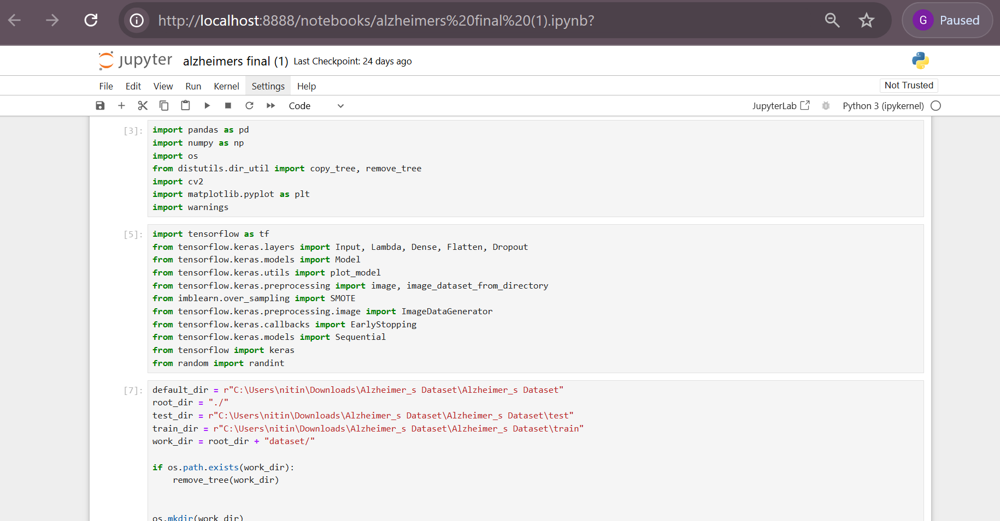 http://localhost:8888/notebooks/alzheimers%20final%20(1).ipynb?
G Paused
jupyter alzheimers final (1) Last Checkpoint: 24 days ago
File Edit View Run Kernel Settings Help
Not Trusted
Code
JupyterLab
Python 3 (ipykernel)
[3]:
import pandas as pd
import numpy as np
import os
from distutils.dir_util import copy_tree, remove_tree
import cv2
import matplotlib.pyplot as plt
import warnings
[5]:
import tensorflow as tf
from tensorflow.keras.layers import Input, Lambda, Dense, Flatten, Dropout
from tensorflow.keras.models import Model
from tensorflow.keras.utils import plot_model
from tensorflow.keras.preprocessing import image, image_dataset_from_directory
from imblearn.over_sampling import SMOTE
from tensorflow.keras.preprocessing.image import ImageDataGenerator
from tensorflow.keras.callbacks import EarlyStopping
from tensorflow.keras.models import Sequential
from tensorflow import keras
from random import randint
[7]:
default_dir = r"C:\Users\nitin\Downloads\Alzheimer_s Dataset\Alzheimer_s Dataset"
root_dir = "./"
test_dir = r"C:\Users\nitin\Downloads\Alzheimer_s Dataset\Alzheimer_s Dataset\test"
train_dir = r"C:\Users\nitin\Downloads\Alzheimer_s Dataset\Alzheimer_s Dataset\train"
work_dir = root_dir + "dataset/"
if os.path.exists(work_dir):
    remove_tree(work_dir)
os.mkdir(work_dir)